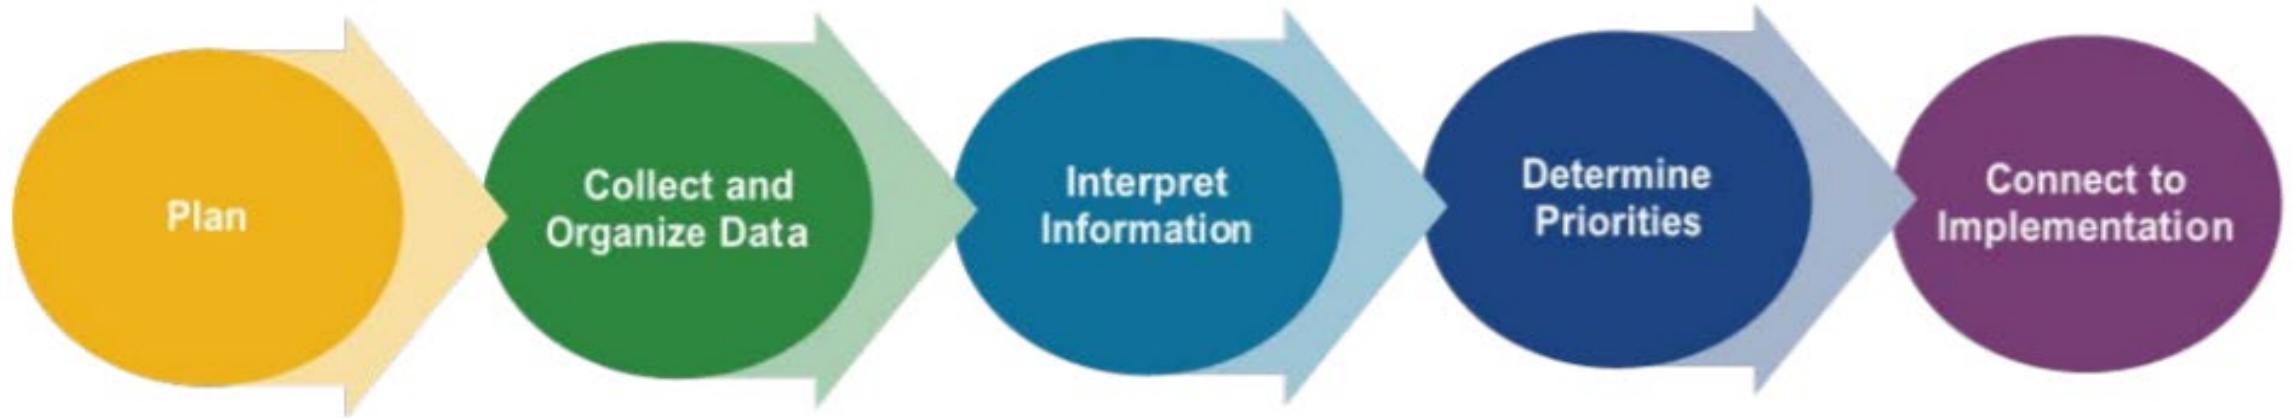 Plan
Collect and
Organize Data
Interpret
Information
Determine
Priorities
Connect to
Implementation